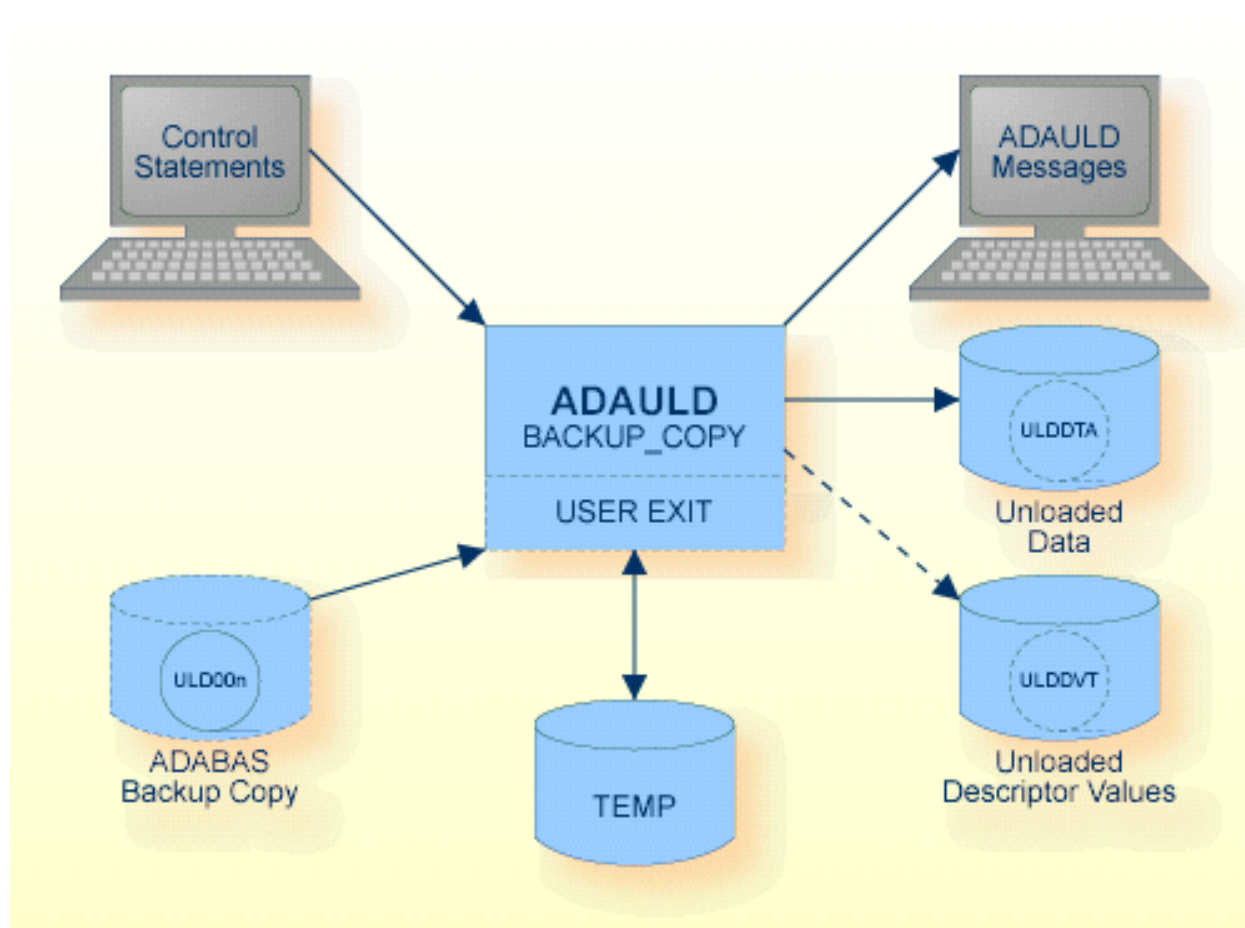 Control
Statements
ADAULD
Messages
ADAULD
BACKUP_COPY
USER EXIT
ULDDTA
Unloaded
Data
ULD00n
ADABAS
Backup Copy
TEMP
ULDDVT
Unloaded
Descriptor Values